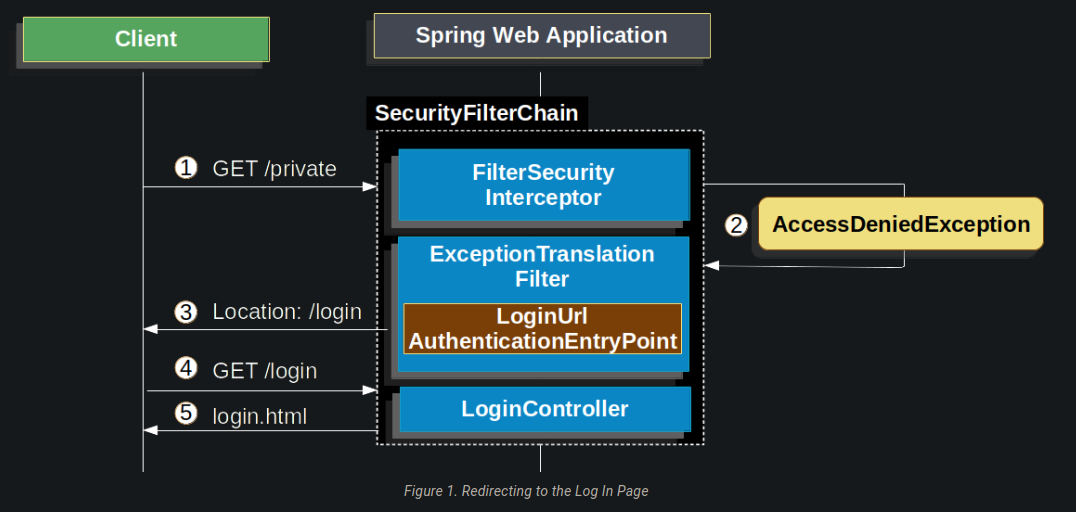 Client
Spring Web Application
SecurityFilterChain
1 GET /private
FilterSecurity
Interceptor
2 AccessDeniedException
ExceptionTranslation
Filter
3 Location: /login
LoginUrl
AuthenticationEntryPoint
4 GET /login
LoginController
5 login.html
Figure 1. Redirecting to the Log In Page